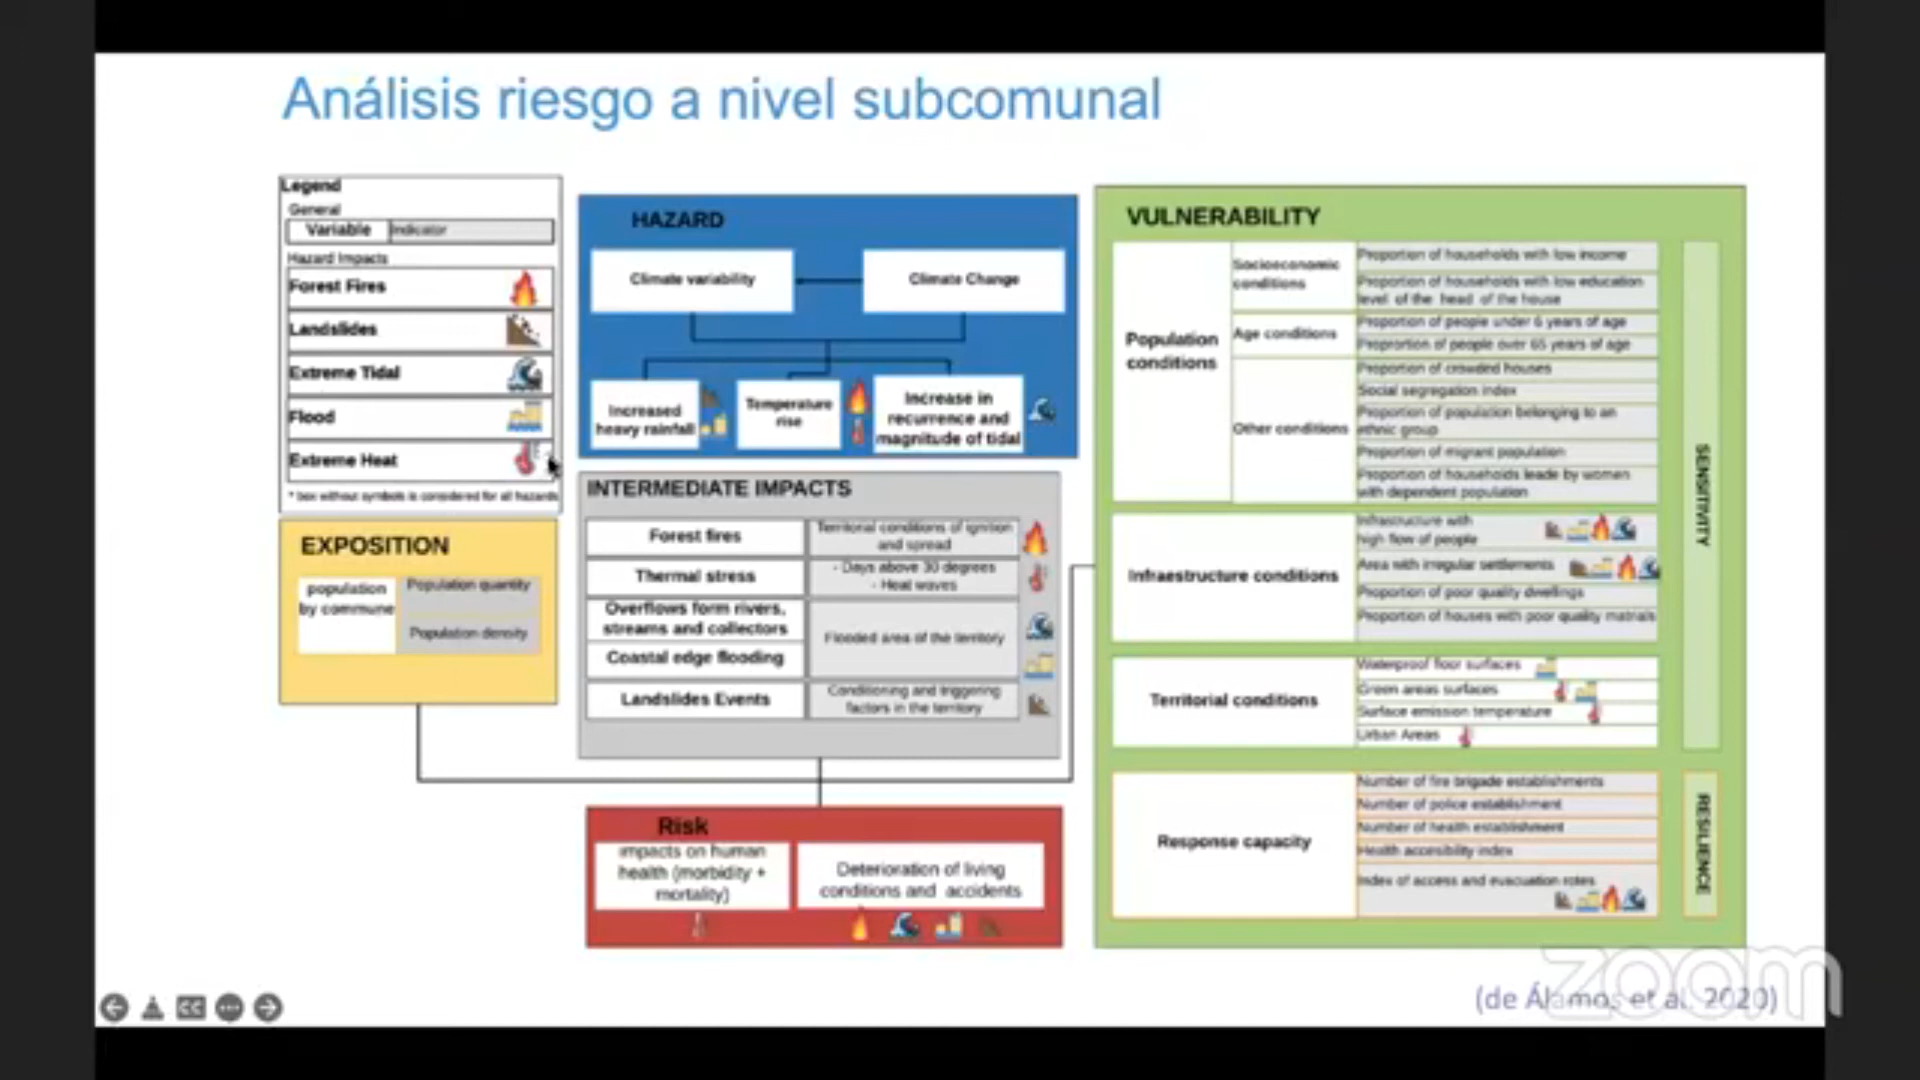 Análisis riesgo a nivel subcomunal
Legend
General
Variable
Indicator
Hazard Impacts
Forest Fires
Landslides
Extreme Tidal
Flood
Extreme Heat
* box without symbols is considered for all hazards
EXPOSITION
population
by commune
Population quantity
Population density
HAZARD
Climate variability
Climate Change
Increased
heavy rainfall
Temperature
rise
Increase in
recurrence and
magnitude of tidal
INTERMEDIATE IMPACTS
Forest fires
Territorial conditions of ignition
and spread
Thermal stress
- Days above 30 degrees
- Heat waves
Overflows form rivers,
streams and collectors
Coastal edge flooding
Flooded area of the territory
Landslides Events
Conditioning and triggering
factors in the territory
Risk
impacts on human
health (morbidity +
mortality)
Deterioration of living
conditions and accidents
VULNERABILITY
Population
conditions
Socioeconomic
conditions
Proportion of households with low income
Proportion of households with low education
level of the head of the house
Age conditions
Proportion of people under 6 years of age
Proprortion of people over 65 years of age
Other conditions
Proportion of crowded houses
Social segregation index
Proportion of population belonging to an
ethnic group
Proportion of migrant population
Proportion of households leade by women
with dependent population
Infraestructure conditions
Infrastructure with
high flow of people
Area with irregular settlements
Proportion of poor quality dwellings
Proportion of houses with poor quality matrials
Territorial conditions
Waterproof floor surfaces
Green areas surfaces
Surface emission temperature
Urban Areas
SENSITIVITY
Response capacity
Number of fire brigade establishments
Number of police establishment
Number of health establishment
Health accesibility index
Index of access and evacuation rotes
RESILIENCE
(de Álamos et al. 2020)
zoom
CC